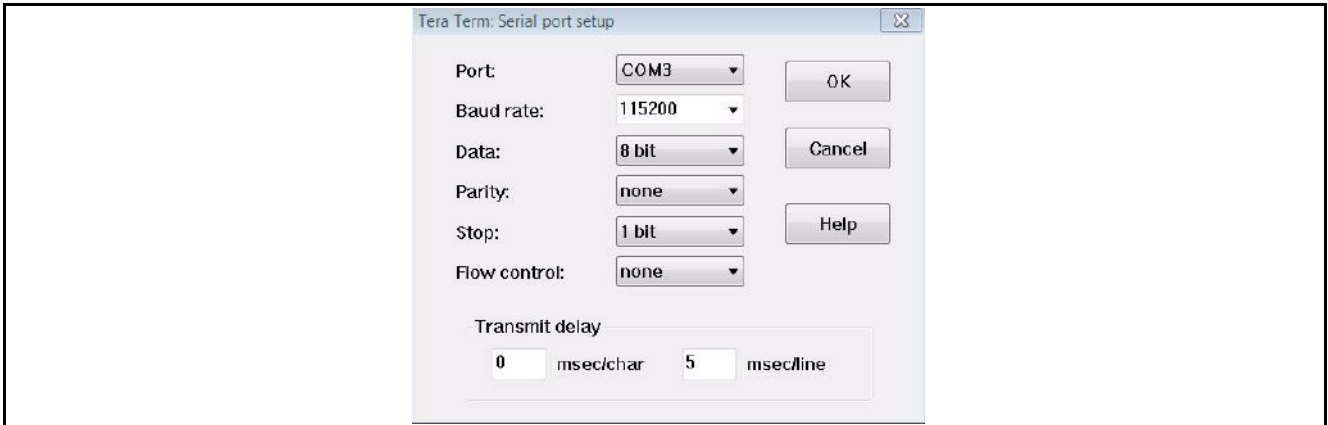 Tera Term: Serial port setup
Port: COM3 OK
Baud rate: 115200
Data: 8 bit Cancel
Parity: none
Stop: 1 bit Help
Flow control: none
Transmit delay
0 msec/char 5 msec/line